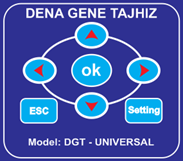 DENA GENE TAJHIZ
ok
ESC
Setting
Model: DGT - UNIVERSAL